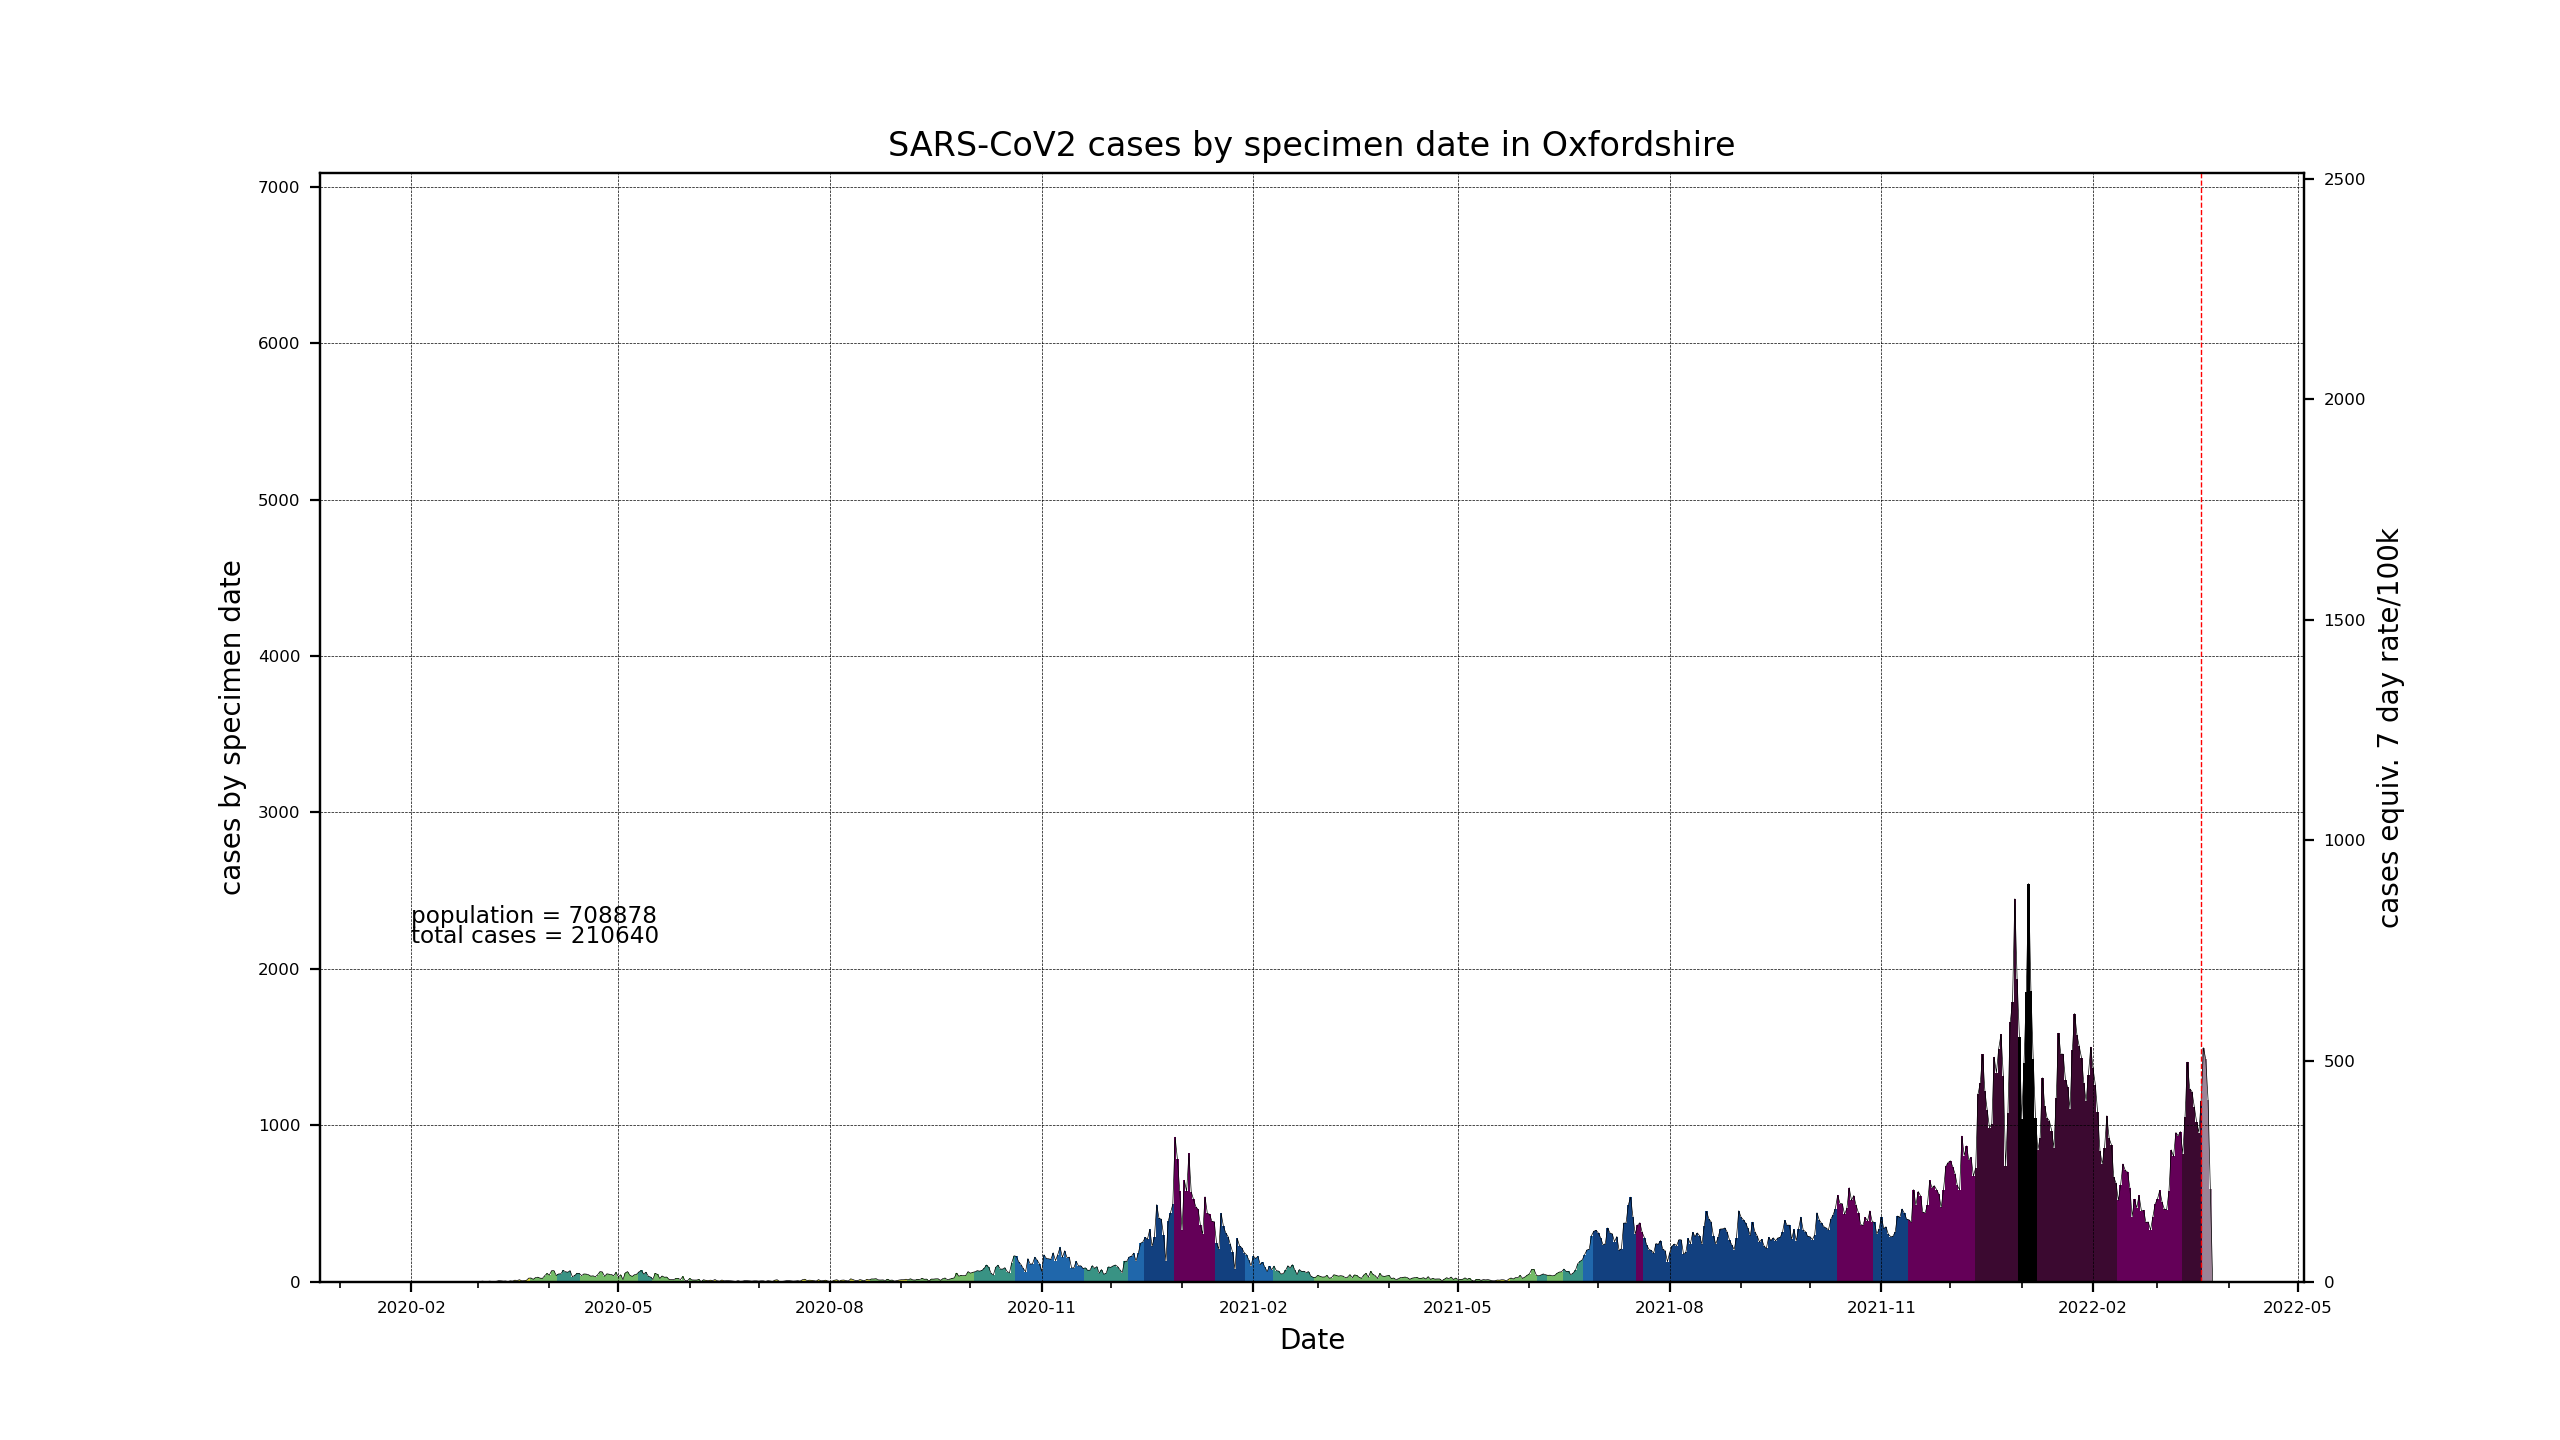 SARS-CoV2 cases by specimen date in Oxfordshire
7000
6000
5000
4000
3000
2000
1000
0
cases by specimen date
population = 708878
total cases = 210640
2500
2000
1500
1000
500
0
cases equiv. 7 day rate/100k
2020-02 2020-05 2020-08 2020-11 2021-02 2021-05 2021-08 2021-11 2022-02 2022-05
Date